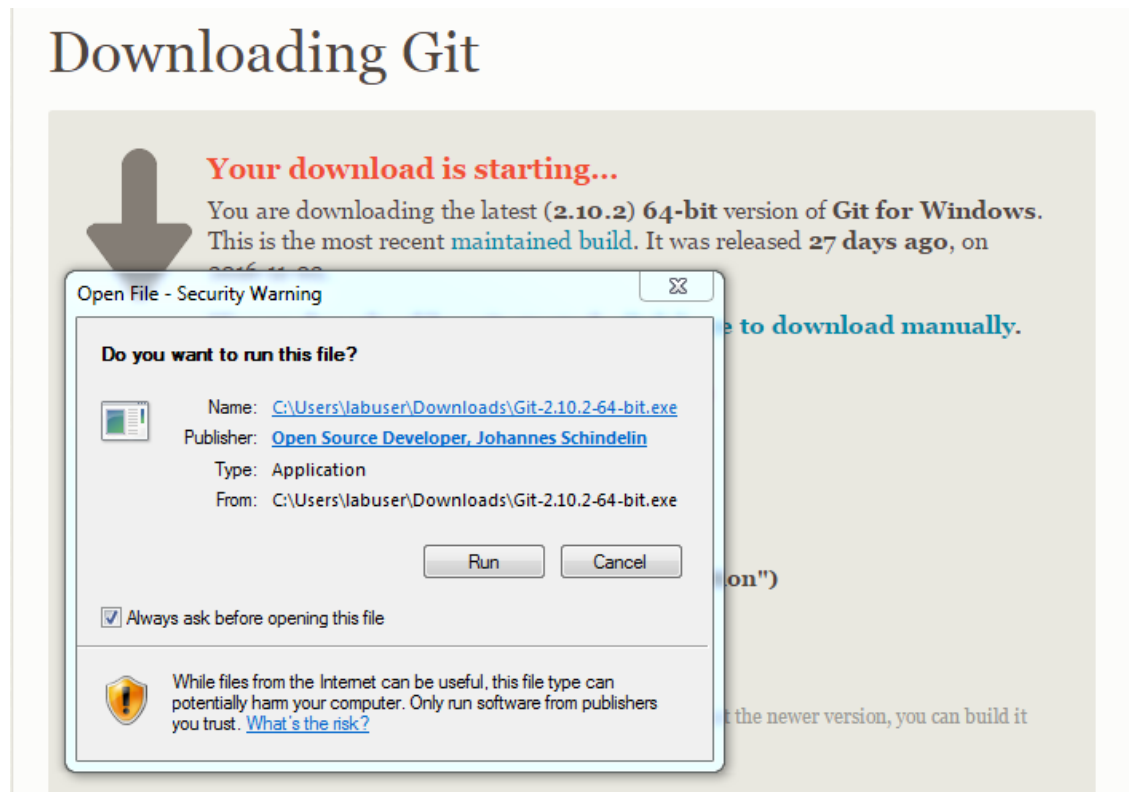 Downloading Git
Your download is starting...
You are downloading the latest (2.10.2) 64-bit version of Git for Windows.
This is the most recent maintained build. It was released 27 days ago, on
Open File - Security Warning
e to download manually.
Do you want to run this file?
Name: C:\Users\labuser\Downloads\Git-2.10.2-64-bit.exe
Publisher: Open Source Developer, Johannes Schindelin
Type: Application
From: C:\Users\labuser\Downloads\Git-2.10.2-64-bit.exe
Run Cancel
on")
Always ask before opening this file
While files from the Internet can be useful, this file type can
potentially harm your computer. Only run software from publishers
you trust. What's the risk?
the newer version, you can build it